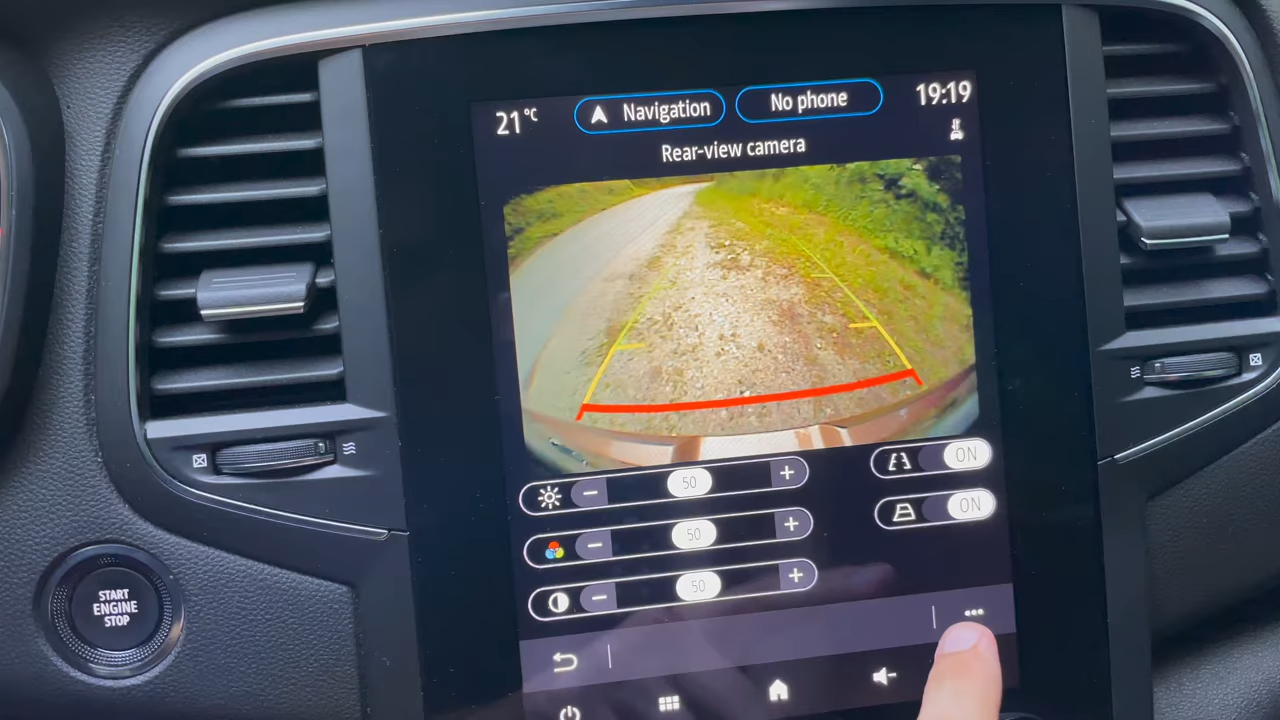 21°C
Navigation
No phone
19:19
Rear-view camera
50
ON
50
ON
50
START
ENGINE
STOP